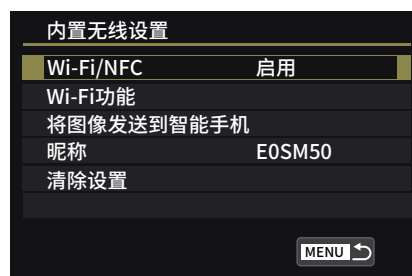 内置无线设置
Wi-Fi/NFC 启用
Wi-Fi功能
将图像发送到智能手机
昵称 E0SM50
清除设置
MENU